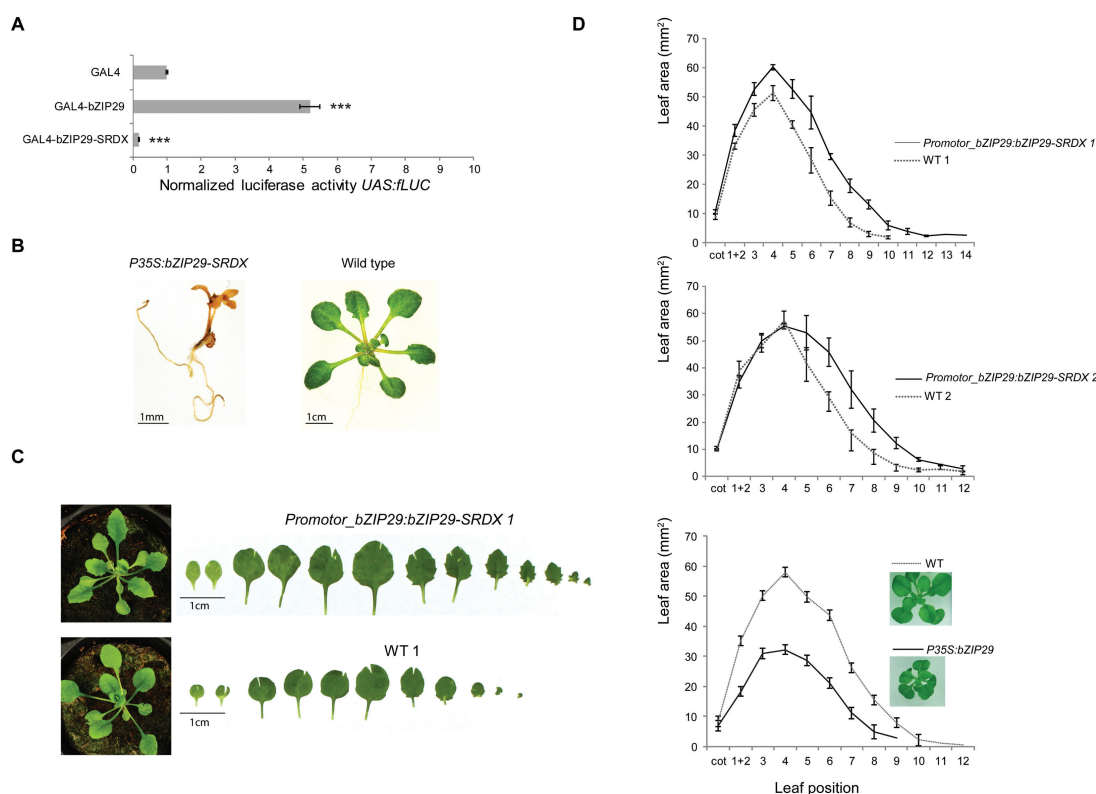 A
GAL4
GAL4-bZIP29
***
GAL4-bZIP29-SRDX
***
0 1 2 3 4 5 6 7 8 9 10
Normalized luciferase activity UAS:fLUC
B
P35S:bZIP29-SRDX
Wild type
1mm
1cm
C
Promotor_bZIP29:bZIP29-SRDX 1
1cm
WT 1
1cm
D
Leaf area (mm2)
70
60
50
40
30
20
10
0
cot 1+2 3 4 5 6 7 8 9 10 11 12 13 14
Promotor_bZIP29:bZIP29-SRDX 1
WT 1
Leaf area (mm2)
70
60
50
40
30
20
10
0
cot 1+2 3 4 5 6 7 8 9 10 11 12
Promotor_bZIP29:bZIP29-SRDX 2
WT 2
Leaf area (mm2)
70
60
50
40
30
20
10
0
cot 1+2 3 4 5 6 7 8 9 10 11 12
WT
P35S:bZIP29
Leaf position